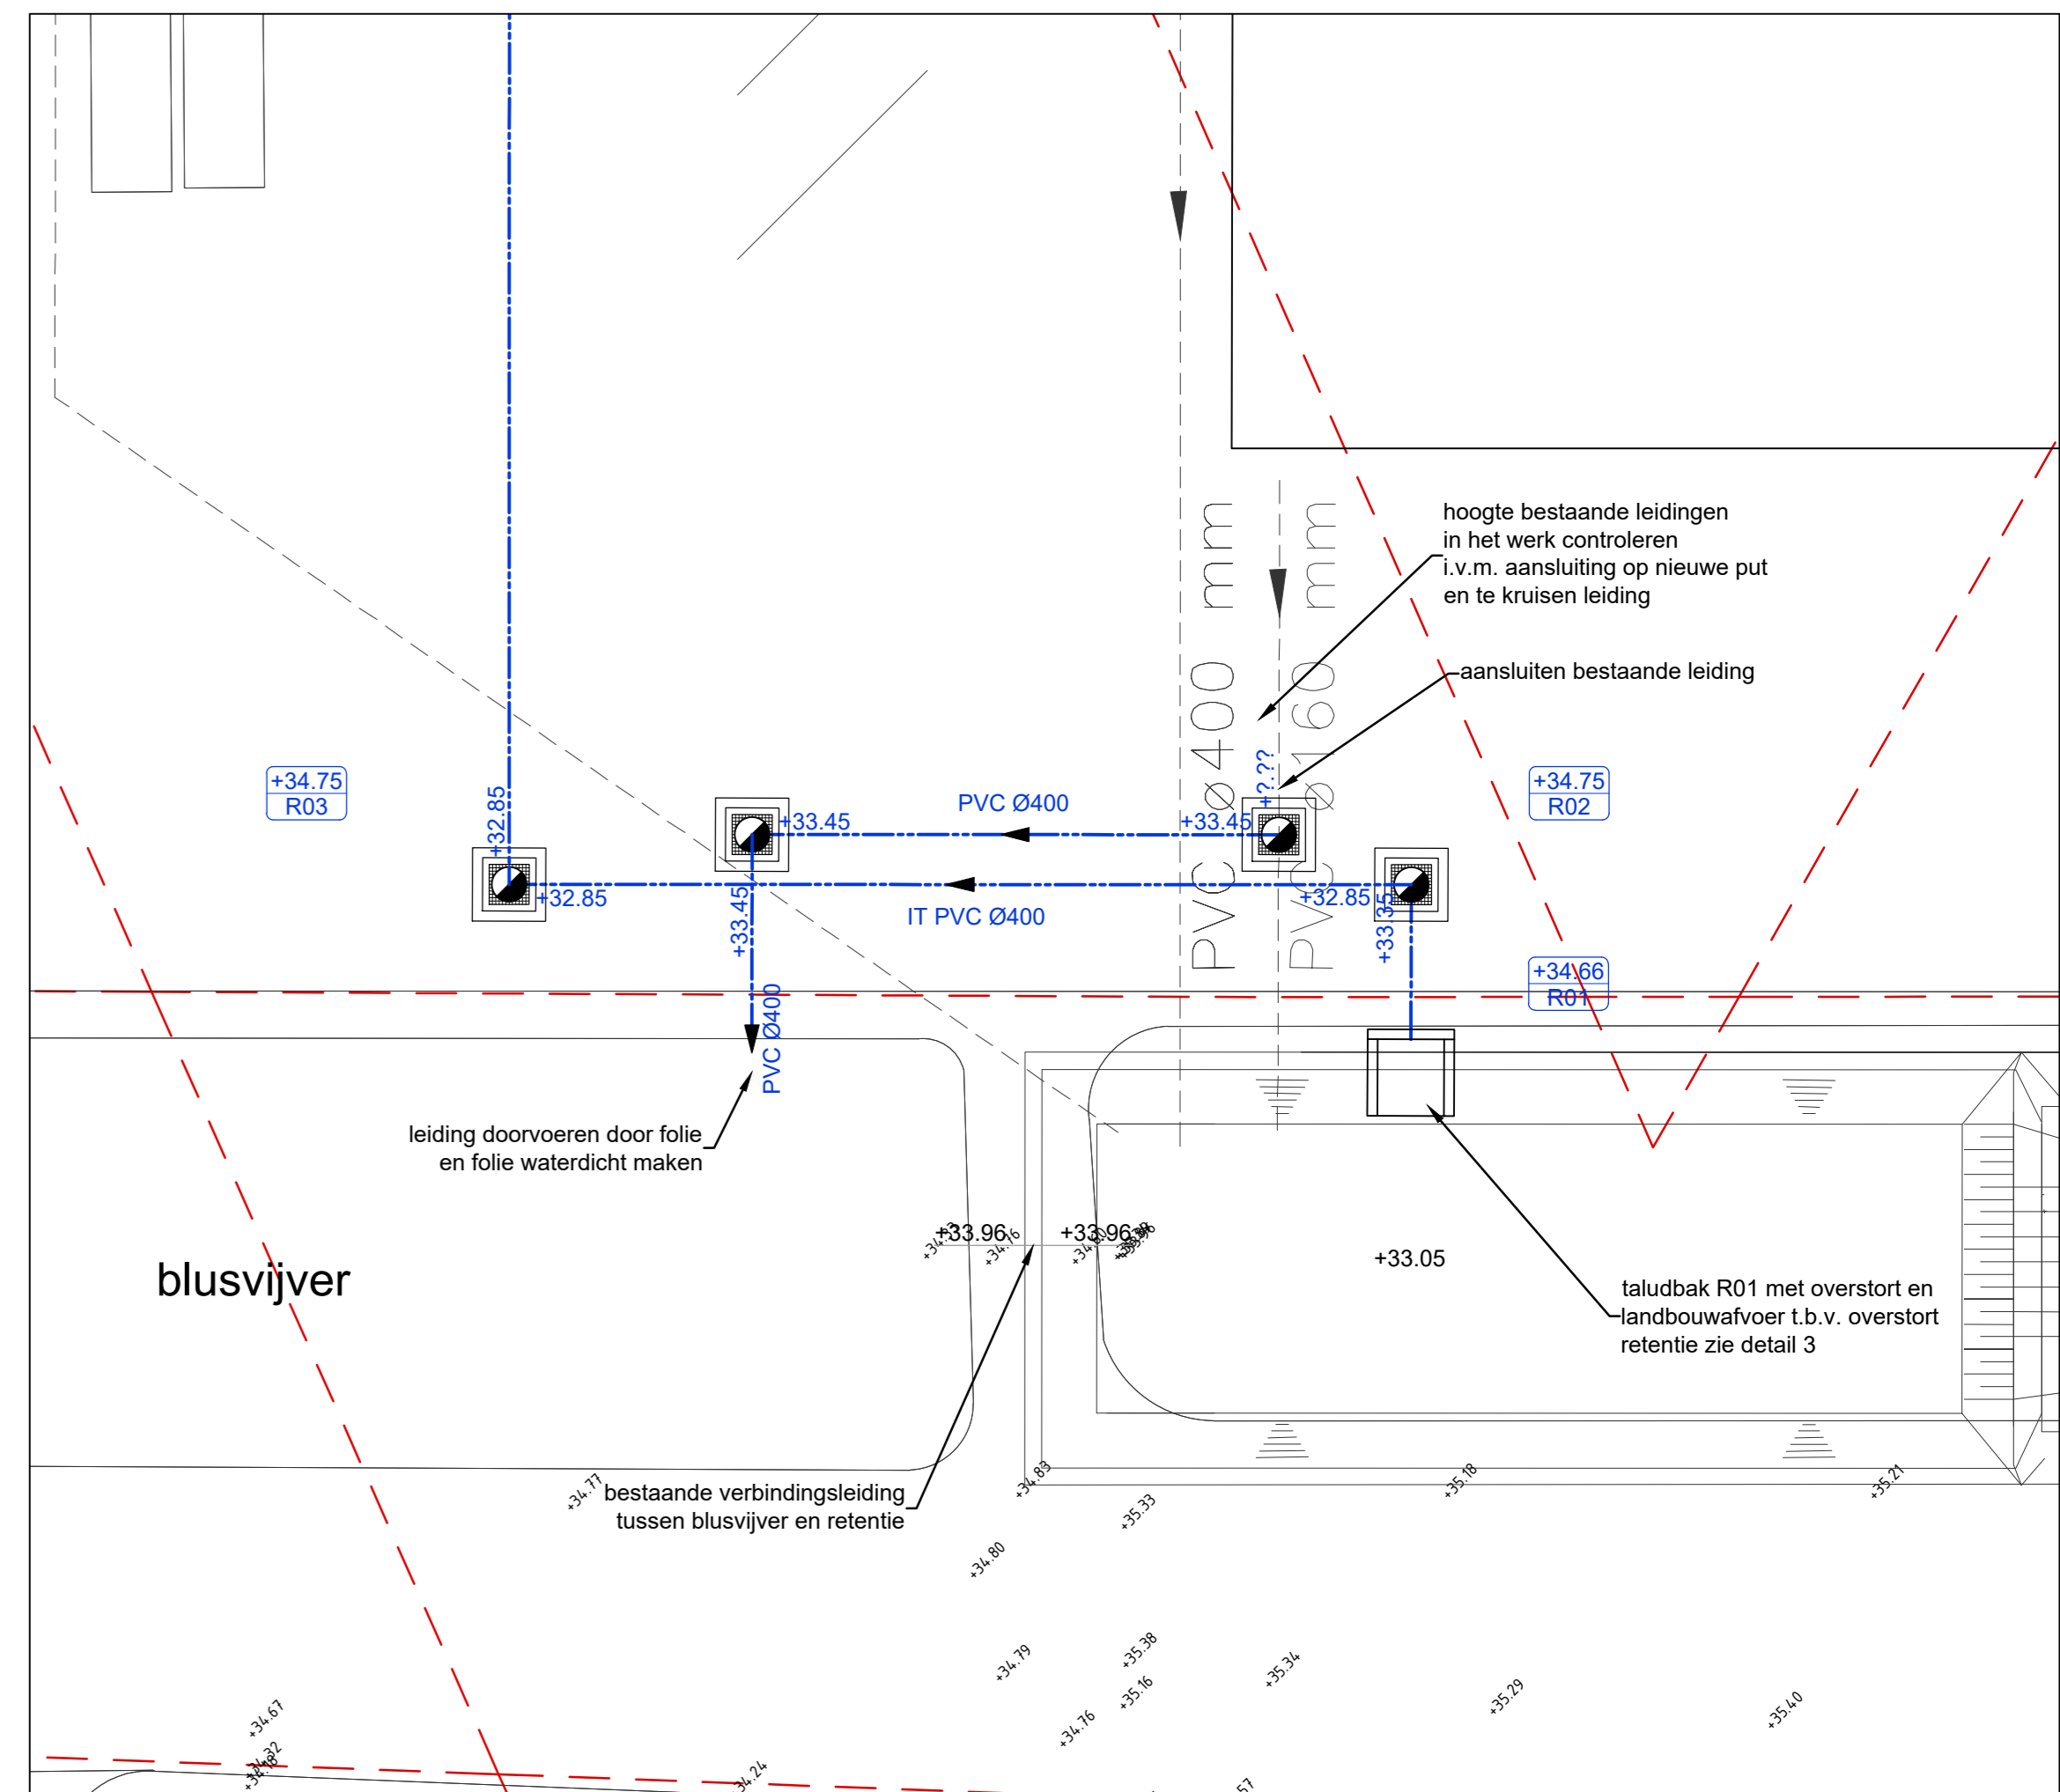 hoogte bestaande leidingen
in het werk controleren
i.v.m. aansluiting op nieuwe put
en te kruisen leiding
PVC ø400 mm
PVC ø160 mm
aansluiten bestaande leiding
+34.75
R03
+32.85
+33.45
PVC Ø400
+33.45
+?.??
+34.75
R02
+32.85
IT PVC Ø400
+32.85
+33.35
+33.45
PVC Ø400
+34.66
R01
leiding doorvoeren door folie
en folie waterdicht maken
+33.96
+34.76
+33.96
+33.05
blusvijver
taludbak R01 met overstort en
landbouwafvoer t.b.v. overstort
retentie zie detail 3
bestaande verbindingsleiding
tussen blusvijver en retentie
+34.77
+34.83
+35.33
+35.18
+35.21
+34.80
+34.79
+35.38
+35.16
+35.34
+35.29
+35.40
+34.76
+34.67
+34.32